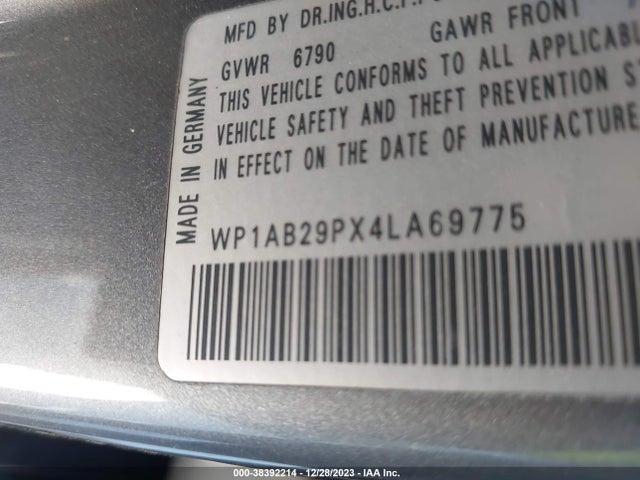 MFD BY DR.ING.H.C.F.
GVWR 6790 GAWR FRONT
THIS VEHICLE CONFORMS TO ALL APPLICABL
VEHICLE SAFETY AND THEFT PREVENTION S
IN EFFECT ON THE DATE OF MANUFACTURE
MADE IN GERMANY
WP1AB29PX4LA69775
000-38392214 - 12/28/2023 - IAA Inc.